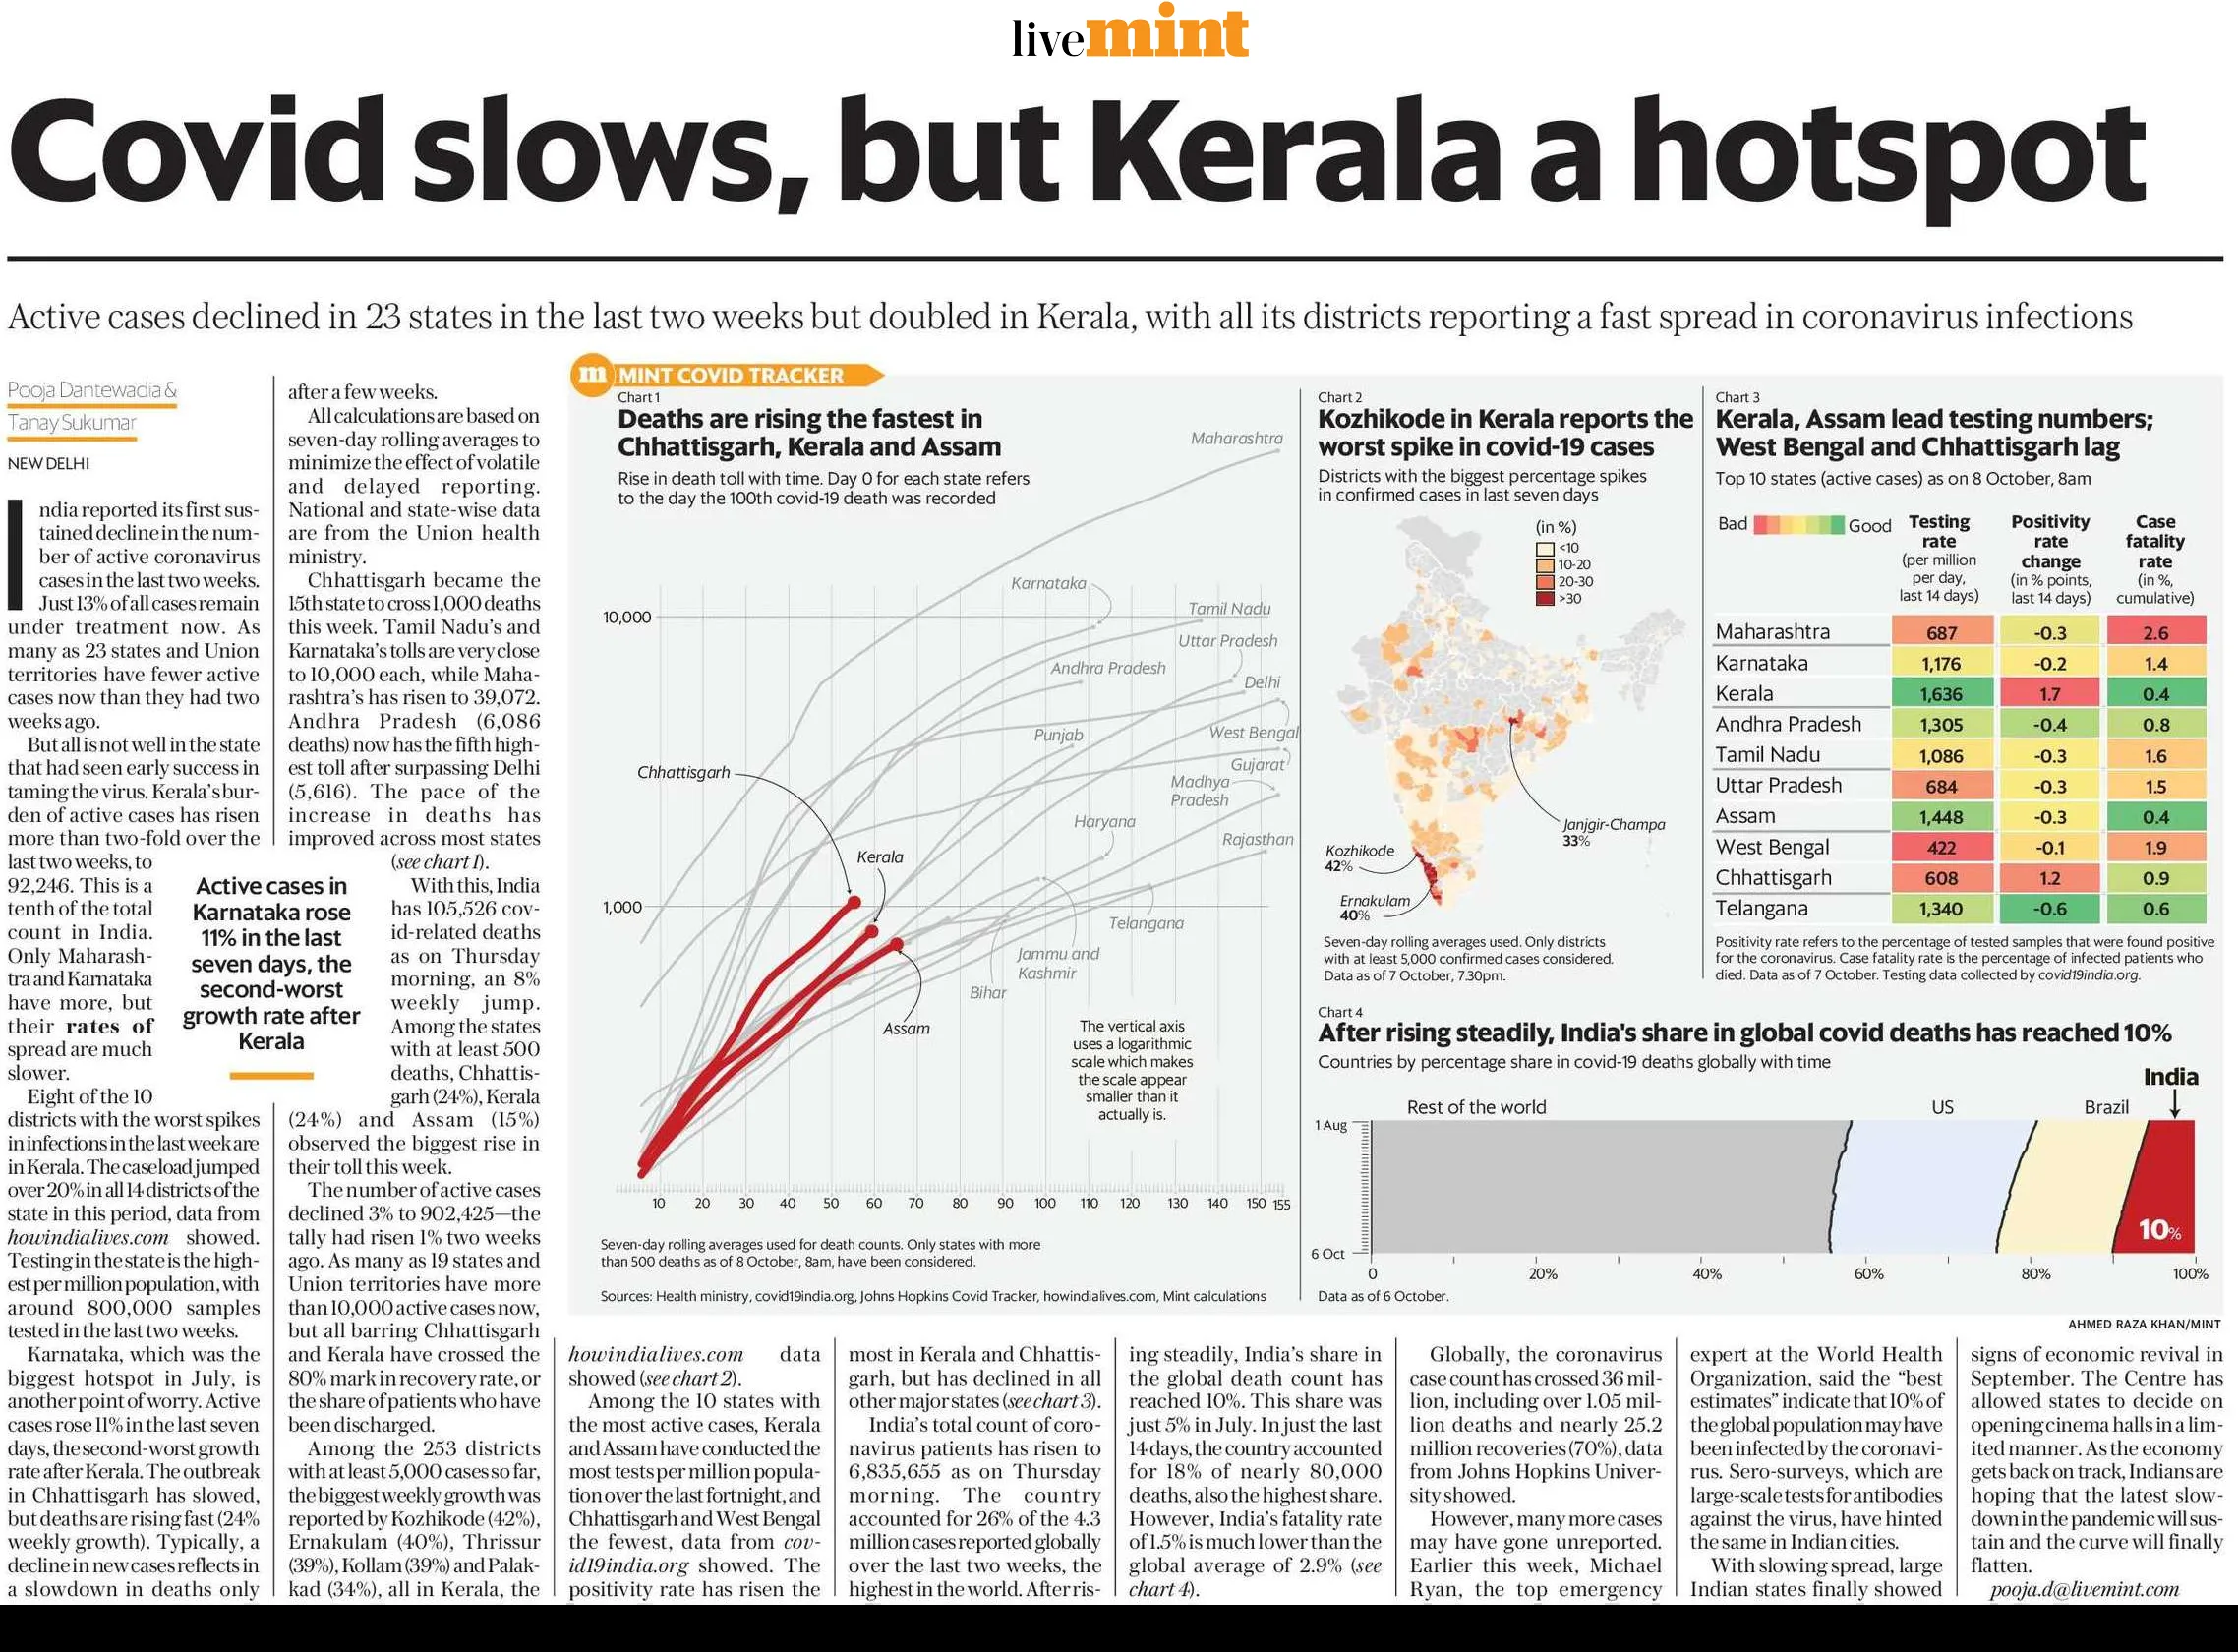 livemint
Covid slows, but Kerala a hotspot
Active cases declined in 23 states in the last two weeks but doubled in Kerala, with all its districts reporting a fast spread in coronavirus infections
Pooja Dantewadia &
Tanay Sukumar
NEW DELHI
India reported its first sus-
tained decline in the num-
ber of active coronavirus
cases in the last two weeks.
Just 13% of all cases remain
under treatment now. As
many as 23 states and Union
territories have fewer active
cases now than they had two
weeks ago.
But all is not well in the state
that had seen early success in
taming the virus. Kerala's bur-
den of active cases has risen
more than two-fold over the
last two weeks, to
92,246. This is a
tenth of the total
count in India.
Only Maharash-
tra and Karnataka
have more, but
their rates of
spread are much
slower.
Eight of the 10
districts with the worst spikes
in infections in the last week are
in Kerala. The caseload jumped
over 20% in all 14 districts of the
state in this period, data from
howindialives.com showed.
Testing in the state is the high-
est per million population, with
around 800,000 samples
tested in the last two weeks.
Karnataka, which was the
biggest hotspot in July, is
another point of worry. Active
cases rose 11% in the last seven
days, the second-worst growth
rate after Kerala. The outbreak
in Chhattisgarh has slowed,
but deaths are rising fast (24%
weekly growth). Typically, a
decline in new cases reflects in
a slowdown in deaths only
Active cases in
Karnataka rose
11% in the last
seven days, the
second-worst
growth rate after
Kerala
after a few weeks.
All calculations are based on
seven-day rolling averages to
minimize the effect of volatile
and delayed reporting.
National and state-wise data
are from the Union health
ministry.
Chhattisgarh became the
15th state to cross 1,000 deaths
this week. Tamil Nadu's and
Karnataka's tolls are very close
to 10,000 each, while Maha-
rashtra's has risen to 39,072.
Andhra Pradesh (6,086
deaths) now has the fifth high-
est toll after surpassing Delhi
(5,616). The pace of the
increase in deaths has
improved across most states
(see chart 1).
With this, India
has 105,526 cov-
id-related deaths
as on Thursday
morning, an 8%
weekly jump.
Among the states
with at least 500
deaths, Chhattis-
garh (24%), Kerala
(24%) and Assam (15%)
observed the biggest rise in
their toll this week.
The number of active cases
declined 3% to 902,425—the
tally had risen 1% two weeks
ago. As many as 19 states and
Union territories have more
than 10,000 active cases now,
but all barring Chhattisgarh
and Kerala have crossed the
80% mark in recovery rate, or
the share of patients who have
been discharged.
Among the 253 districts
with at least 5,000 cases so far,
the biggest weekly growth was
reported by Kozhikode (42%),
Ernakulam (40%), Thrissur
(39%), Kollam (39%) and Palak-
kad (34%), all in Kerala, the
m MINT COVID TRACKER
Chart 1
Deaths are rising the fastest in
Chhattisgarh, Kerala and Assam
Rise in death toll with time. Day 0 for each state refers
to the day the 100th covid-19 death was recorded
Maharashtra
Karnataka
10,000
Tamil Nadu
Uttar Pradesh
Andhra Pradesh
Delhi
Punjab
West Bengal
Gujarat
Chhattisgarh
Madhya
Pradesh
Haryana
Rajasthan
Kerala
1,000
Telangana
Jammu and
Kashmir
Bihar
Assam
The vertical axis
uses a logarithmic
scale which makes
the scale appear
smaller than it
actually is.
10 20 30 40 50 60 70 80 90 100 110 120 130 140 150 155
Seven-day rolling averages used for death counts. Only states with more
than 500 deaths as of 8 October, 8am, have been considered.
Sources: Health ministry, covid19india.org, Johns Hopkins Covid Tracker, howindialives.com, Mint calculations
Chart 2
Kozhikode in Kerala reports the
worst spike in covid-19 cases
Districts with the biggest percentage spikes
in confirmed cases in last seven days
(in %)
<10
10-20
20-30
>30
Janjgir-Champa
33%
Kozhikode
42%
Ernakulam
40%
Seven-day rolling averages used. Only districts
with at least 5,000 confirmed cases considered.
Data as of 7 October, 7.30pm.
Chart 3
Kerala, Assam lead testing numbers;
West Bengal and Chhattisgarh lag
Top 10 states (active cases) as on 8 October, 8am
Bad Good
Testing
rate
(per million
per day,
last 14 days)
Positivity
rate
change
(in % points,
last 14 days)
Case
fatality
rate
(in %,
cumulative)
Maharashtra 687 -0.3 2.6
Karnataka 1,176 -0.2 1.4
Kerala 1,636 1.7 0.4
Andhra Pradesh 1,305 -0.4 0.8
Tamil Nadu 1,086 -0.3 1.6
Uttar Pradesh 684 -0.3 1.5
Assam 1,448 -0.3 0.4
West Bengal 422 -0.1 1.9
Chhattisgarh 608 1.2 0.9
Telangana 1,340 -0.6 0.6
Positivity rate refers to the percentage of tested samples that were found positive
for the coronavirus. Case fatality rate is the percentage of infected patients who
died. Data as of 7 October. Testing data collected by covid19india.org.
Chart 4
After rising steadily, India's share in global covid deaths has reached 10%
Countries by percentage share in covid-19 deaths globally with time
India
Rest of the world US Brazil
1 Aug
10%
6 Oct
0 20% 40% 60% 80% 100%
Data as of 6 October.
AHMED RAZA KHAN/MINT
howindialives.com data
showed (see chart 2).
Among the 10 states with
the most active cases, Kerala
and Assam have conducted the
most tests per million popula-
tion over the last fortnight, and
Chhattisgarh and West Bengal
the fewest, data from cov-
id19india.org showed. The
positivity rate has risen the
most in Kerala and Chhattis-
garh, but has declined in all
other major states (see chart 3).
India's total count of coro-
navirus patients has risen to
6,835,655 as on Thursday
morning. The country
accounted for 26% of the 4.3
million cases reported globally
over the last two weeks, the
highest in the world. After ris-
ing steadily, India's share in
the global death count has
reached 10%. This share was
just 5% in July. In just the last
14 days, the country accounted
for 18% of nearly 80,000
deaths, also the highest share.
However, India's fatality rate
of 1.5% is much lower than the
global average of 2.9% (see
chart 4).
Globally, the coronavirus
case count has crossed 36 mil-
lion, including over 1.05 mil-
lion deaths and nearly 25.2
million recoveries (70%), data
from Johns Hopkins Univer-
sity showed.
However, many more cases
may have gone unreported.
Earlier this week, Michael
Ryan, the top emergency
expert at the World Health
Organization, said the "best
estimates" indicate that 10% of
the global population may have
been infected by the coronavi-
rus. Sero-surveys, which are
large-scale tests for antibodies
against the virus, have hinted
the same in Indian cities.
With slowing spread, large
Indian states finally showed
signs of economic revival in
September. The Centre has
allowed states to decide on
opening cinema halls in a lim-
ited manner. As the economy
gets back on track, Indians are
hoping that the latest slow-
down in the pandemic will sus-
tain and the curve will finally
flatten.
pooja.d@livemint.com